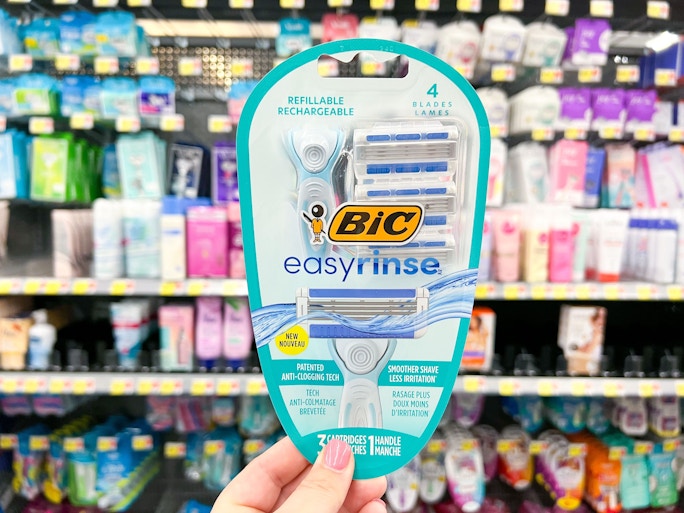 REFILLABLE
RECHARGEABLE
4
BLADES
LAMES
BIC
easyrinse
NEW
NOUVEAU
PATENTED
ANTI-CLOGGING TECH
TECH
ANTI-COLMATAGE
BREVETÉE
SMOOTHER SHAVE
LESS IRRITATION*
RASAGE PLUS
DOUX MOINS
D'IRRITATION*
3 CARTRIDGES 1 HANDLE
MANCHE